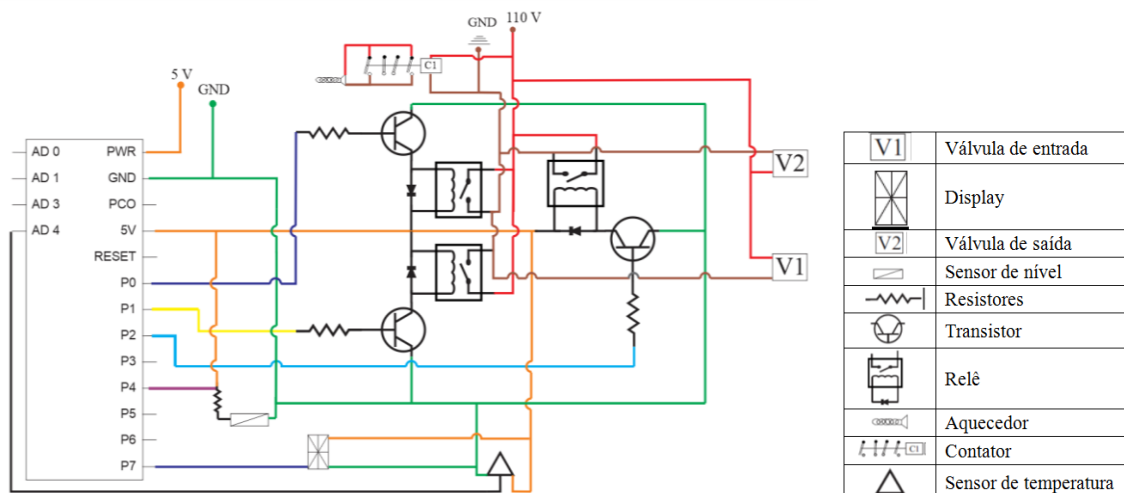 110 V
GND
C1
5 V
GND
AD 0 PWR
AD 1 GND
AD 3 PCO
AD 4 5V
RESET
P0
P1
P2
P3
P4
P5
P6
P7
V2
V1
V1 Válvula de entrada
Display
V2 Válvula de saída
Sensor de nível
Resistores
Transistor
Relê
Aquecedor
C1 Contator
Sensor de temperatura